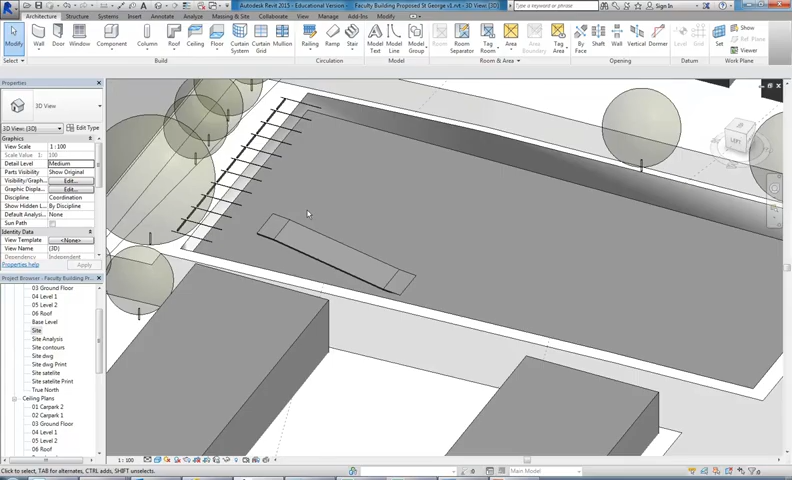 Autodesk Revit 2015 - Educational Version - Faculty Building Proposed St George v1.rvt - 3D View: {3D}
Type a keyword or phrase
Sign In
Architecture Structure Systems Insert Annotate Analyze Massing & Site Collaborate View Manage Add-Ins Modify
Modify Wall Door Window Component Column Roof Ceiling Floor Curtain System Curtain Grid Mullion Railing Ramp Stair Model Text Model Line Model Group Room Room Separator Tag Room Area Area Boundary Tag Area By Face Shaft Wall Vertical Dormer Level Grid Set Show Ref Plane Viewer
Select Build Circulation Room & Area Opening Datum Work Plane
Properties
3D View
3D View: {3D} Edit Type
Graphics
View Scale 1 : 100
Scale Value 1: 100
Detail Level Medium
Parts Visibility Show Original
Visibility/Graph... Edit...
Graphic Displa... Edit...
Discipline Coordination
Show Hidden L... By Discipline
Default Analysi... None
Sun Path
Identity Data
View Template <None>
View Name {3D}
Dependency Independent
Properties help Apply
Project Browser - Faculty Building Pr...
03 Ground Floor
04 Level 1
05 Level 2
06 Roof
Base Level
Site
Site Analysis
Site contours
Site dwg
Site dwg Print
Site satellite
Site satellite Print
True North
Ceiling Plans
01 Carpark 2
02 Carpark 1
03 Ground Floor
04 Level 1
05 Level 2
06 Roof
LEFT
1 : 100
Click to select, TAB for alternates, CTRL adds, SHIFT unselects.
:0
Main Model
:0